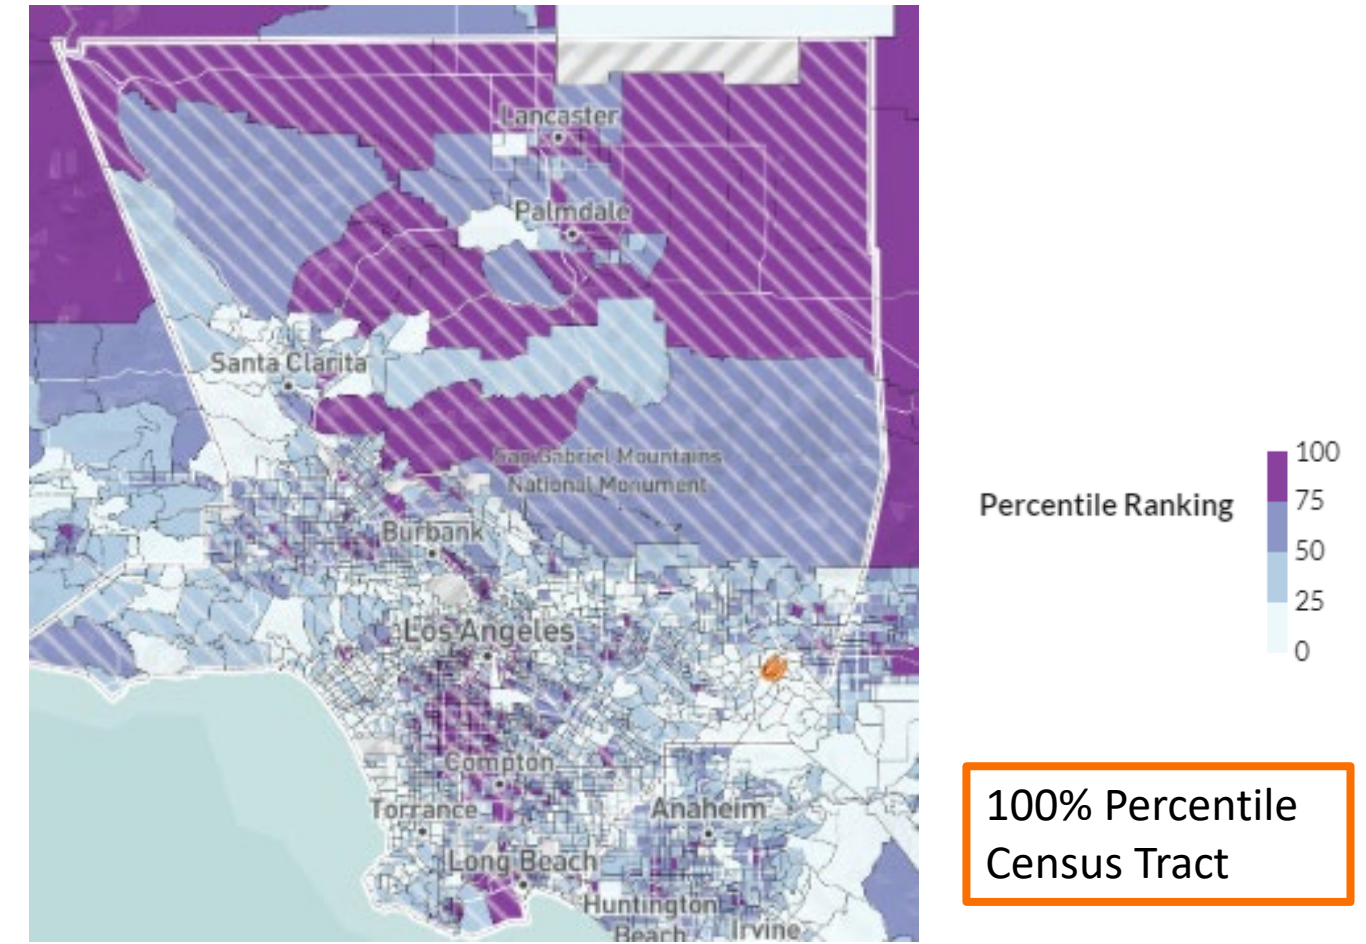 Lancaster
Palmdale
Santa Clarita
San Gabriel Mountains
National Monument
Burbank
Los Angeles
Compton
Torrance
Anaheim
Long Beach
Huntington
Beach
Irvine
Percentile Ranking
100
75
50
25
0
100% Percentile
Census Tract